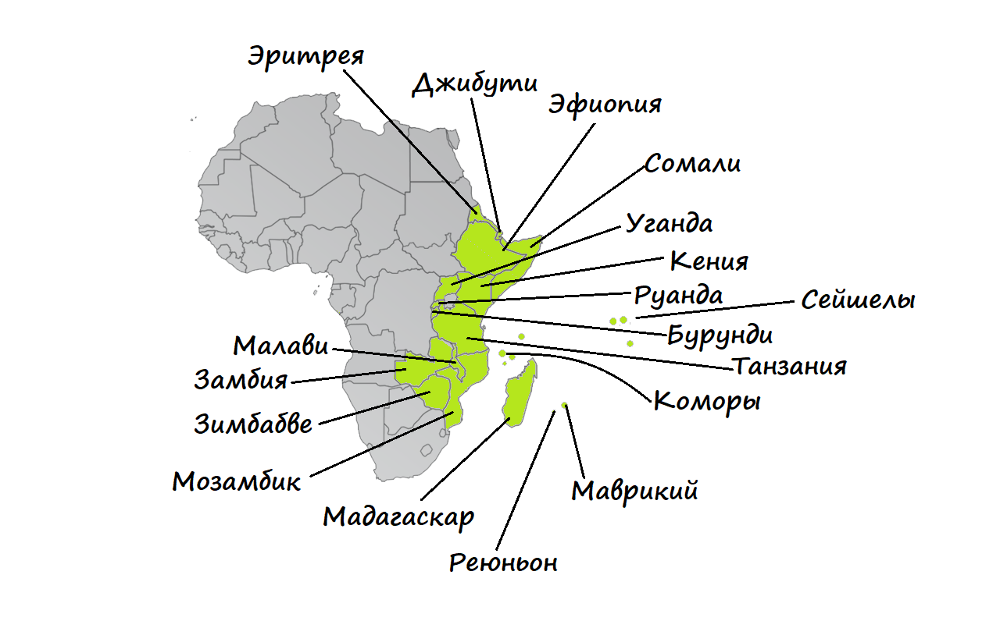 Эритрея
Джибути
Эфиопия
Сомали
Уганда
Кения
Руанда
Сейшелы
Бурунди
Малави
Танзания
Замбия
Коморы
Зимбабве
Мозамбик
Маврикий
Мадагаскар
Реюньон